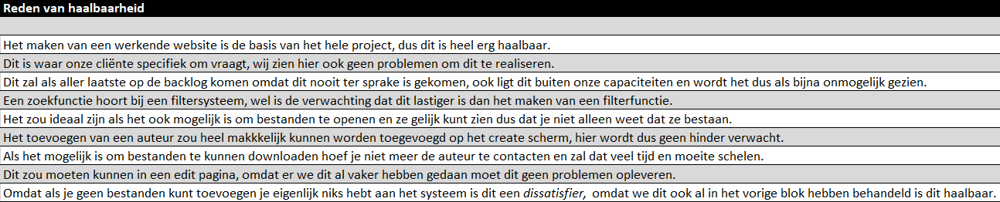 Reden van haalbaarheid
Het maken van een werkende website is de basis van het hele project, dus dit is heel erg haalbaar.
Dit is waar onze cliënte specifiek om vraagt, wij zien hier ook geen problemen om dit te realiseren.
Dit zal als aller laatste op de backlog komen omdat dit nooit ter sprake is gekomen, ook ligt dit buiten onze capaciteiten en wordt het dus als bijna onmogelijk gezien.
Een zoekfunctie hoort bij een filtersysteem, wel is de verwachting dat dit lastiger is dan het maken van een filterfunctie.
Het zou ideaal zijn als het ook mogelijk is om bestanden te openen en ze gelijk kunt zien dus dat je niet alleen weet dat ze bestaan.
Het toevoegen van een auteur zou heel makkkelijk kunnen worden toegevoegd op het create scherm, hier wordt dus geen hinder verwacht.
Als het mogelijk is om bestanden te kunnen downloaden hoef je niet meer de auteur te contacten en zal dat veel tijd en moeite schelen.
Dit zou moeten kunnen in een edit pagina, omdat er we dit al vaker hebben gedaan moet dit geen problemen opleveren.
Omdat als je geen bestanden kunt toevoegen je eigenlijk niks hebt aan het systeem is dit een dissatisfier, omdat we dit ook al in het vorige blok hebben behandeld is dit haalbaar.